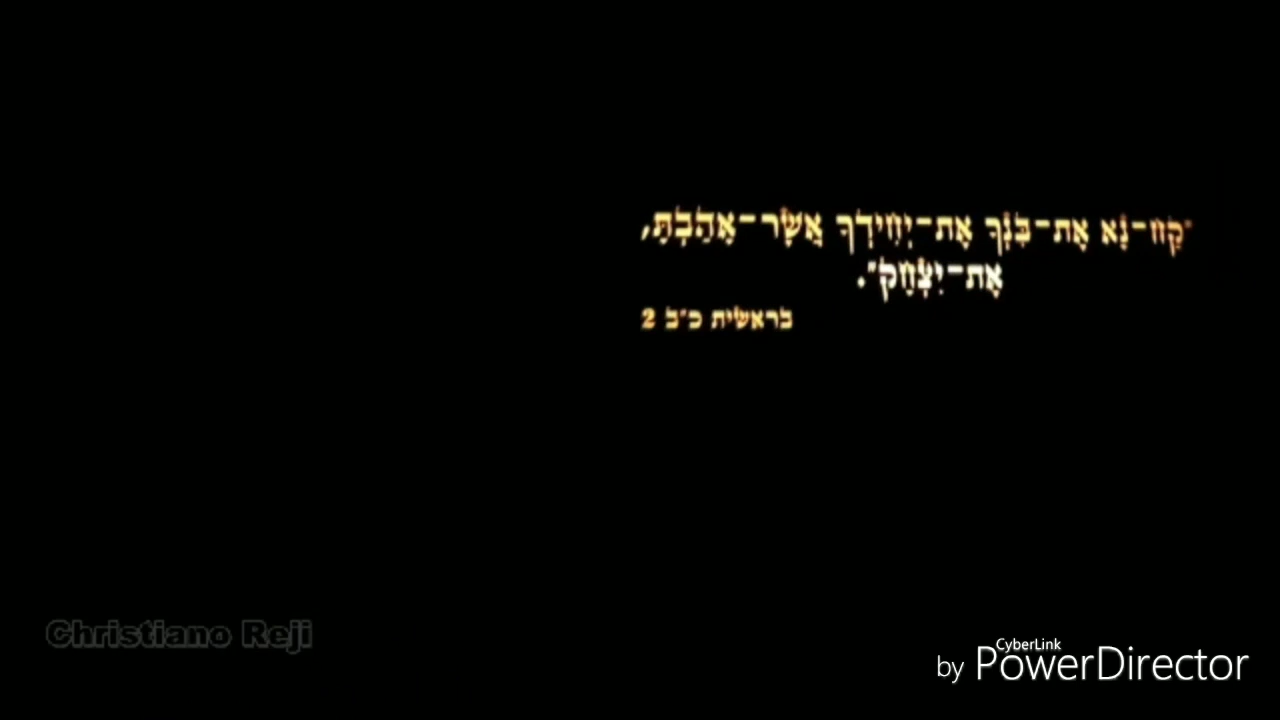 "קַח-נָא אֶת-בִּנְךָ אֶת-יְחִידְךָ אֲשֶׁר-אָהַבְתָּ,
אֶת-יִצְחָק".
בראשית כ"ב 2
Christiano Reji
CyberLink
by PowerDirector